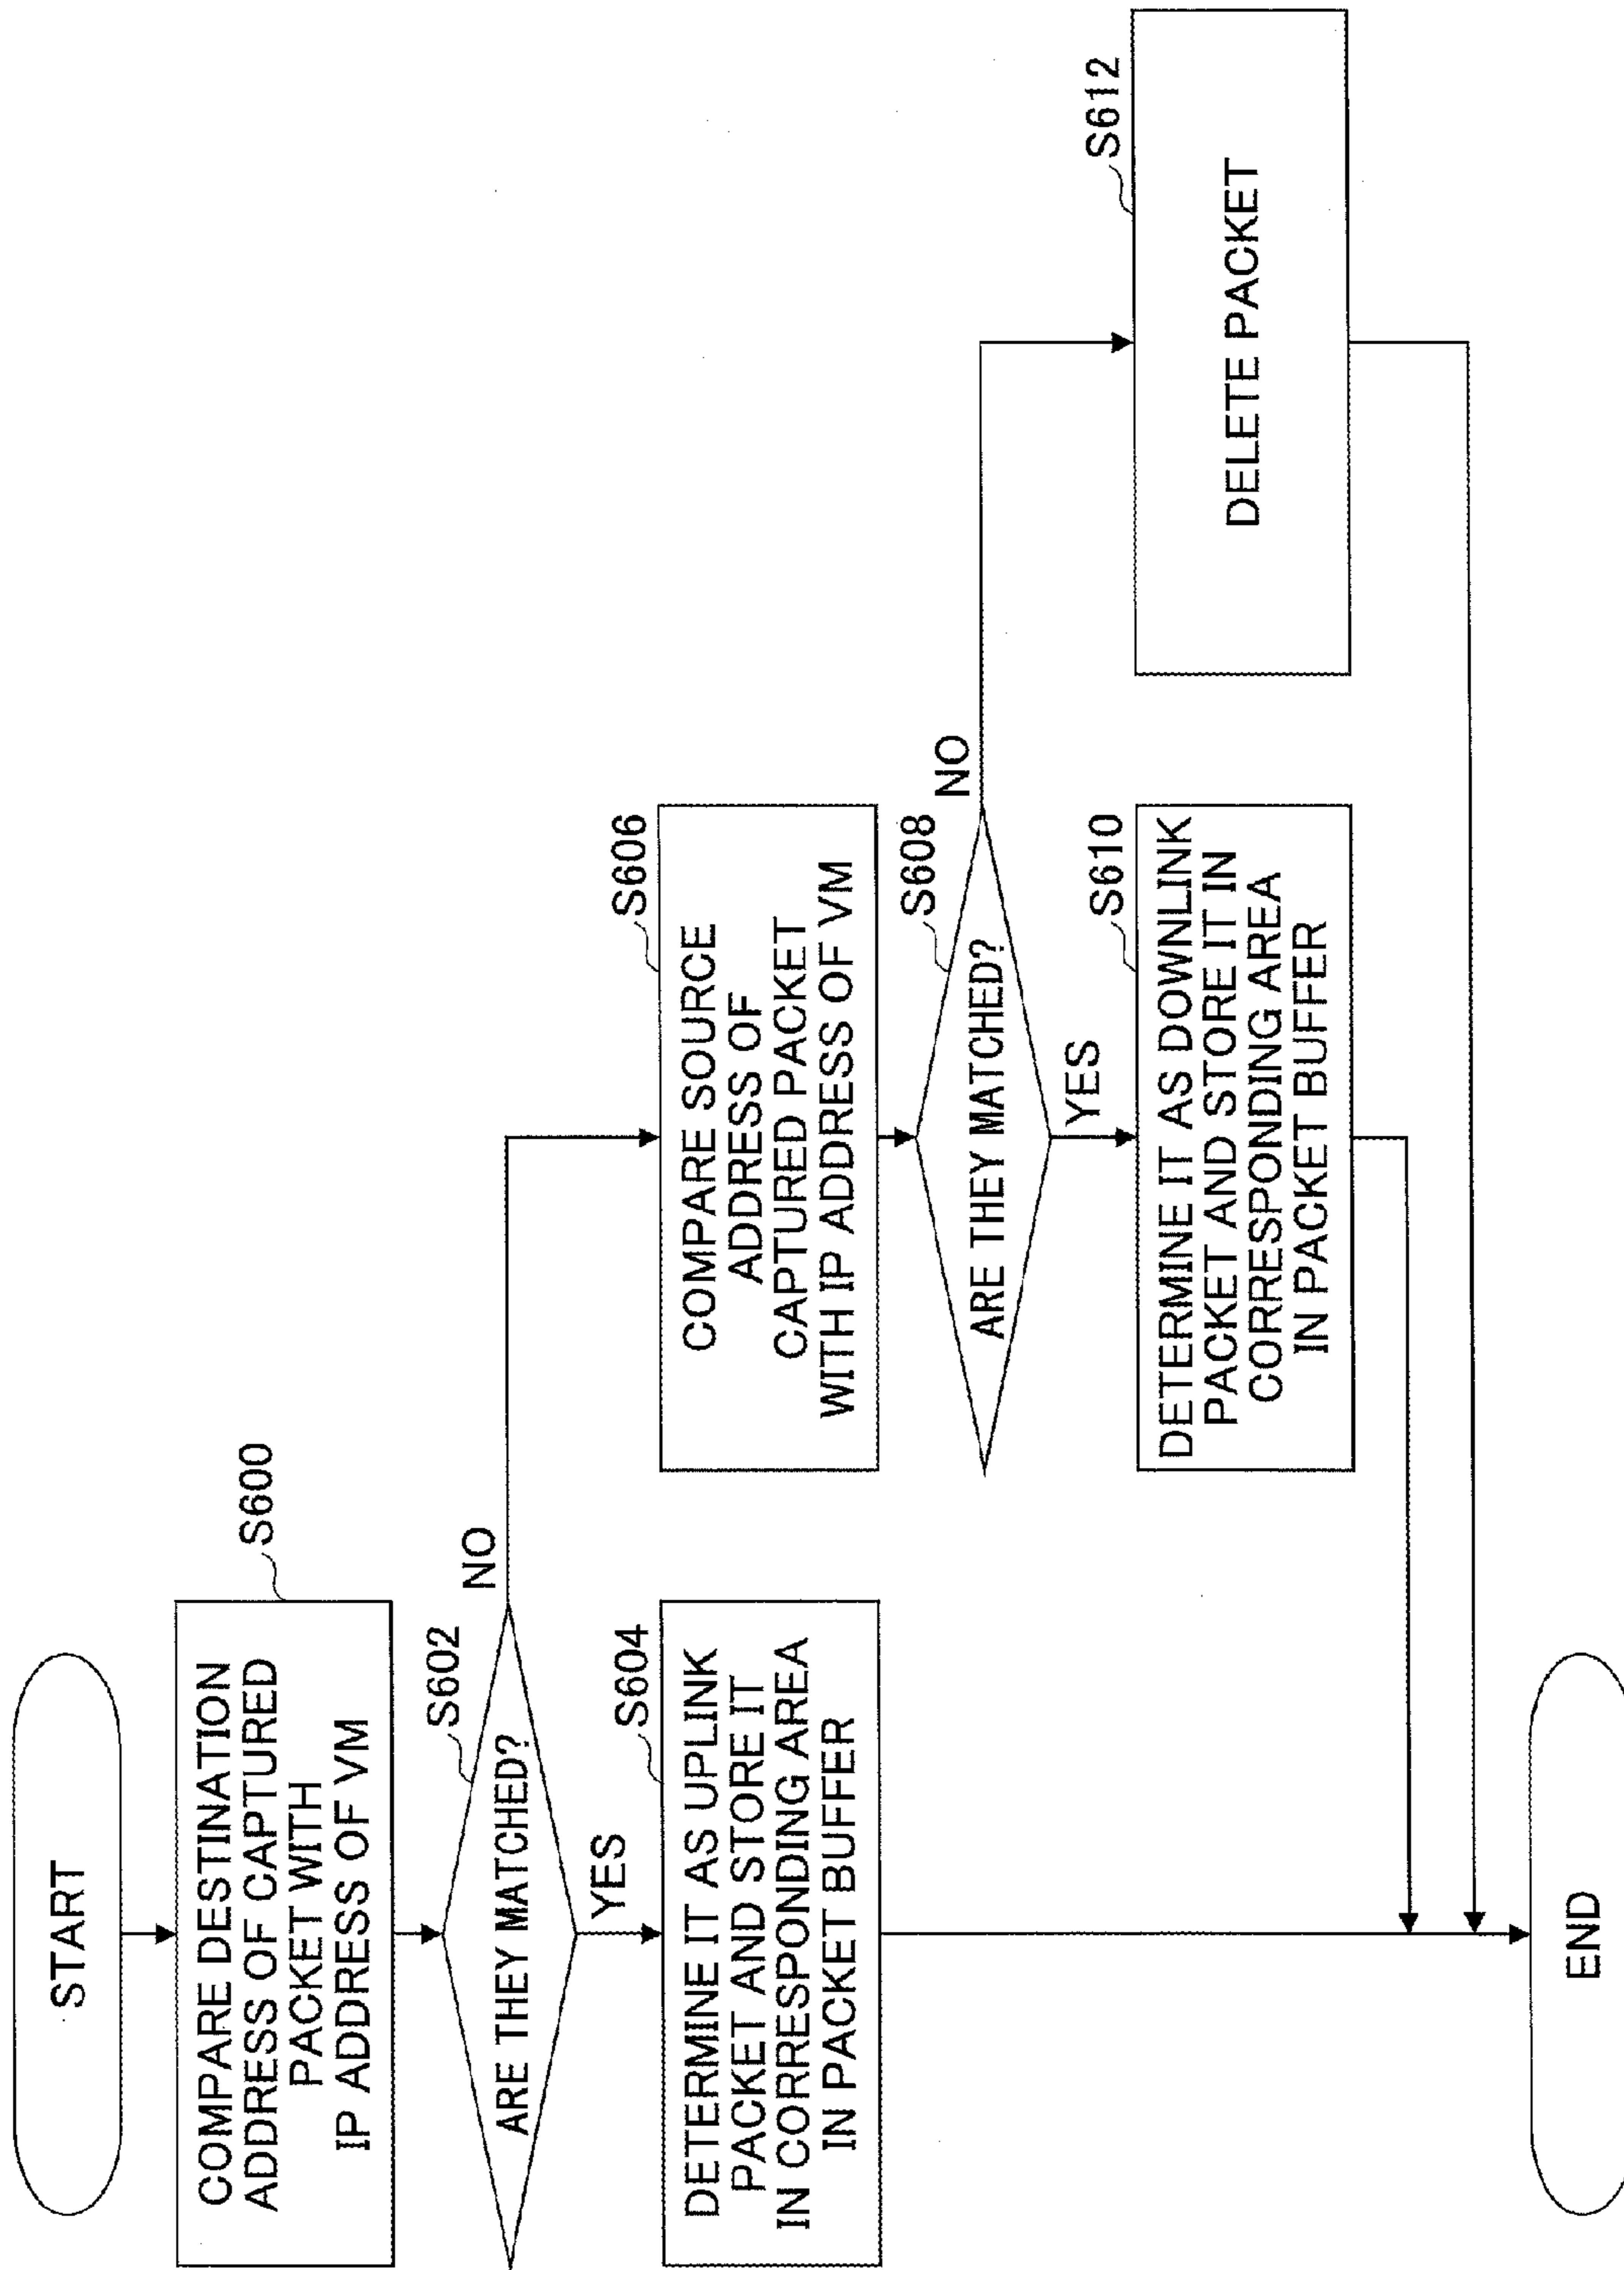 START
S600
COMPARE DESTINATION
ADDRESS OF CAPTURED
PACKET WITH
IP ADDRESS OF VM
S602
ARE THEY MATCHED?
NO
YES
S604
DETERMINE IT AS UPLINK
PACKET AND STORE IT
IN CORRESPONDING AREA
IN PACKET BUFFER
S606
COMPARE SOURCE
ADDRESS OF
CAPTURED PACKET
WITH IP ADDRESS OF VM
S608
ARE THEY MATCHED?
NO
YES
S610
DETERMINE IT AS DOWNLINK
PACKET AND STORE IT IN
CORRESPONDING AREA
IN PACKET BUFFER
S612
DELETE PACKET
END